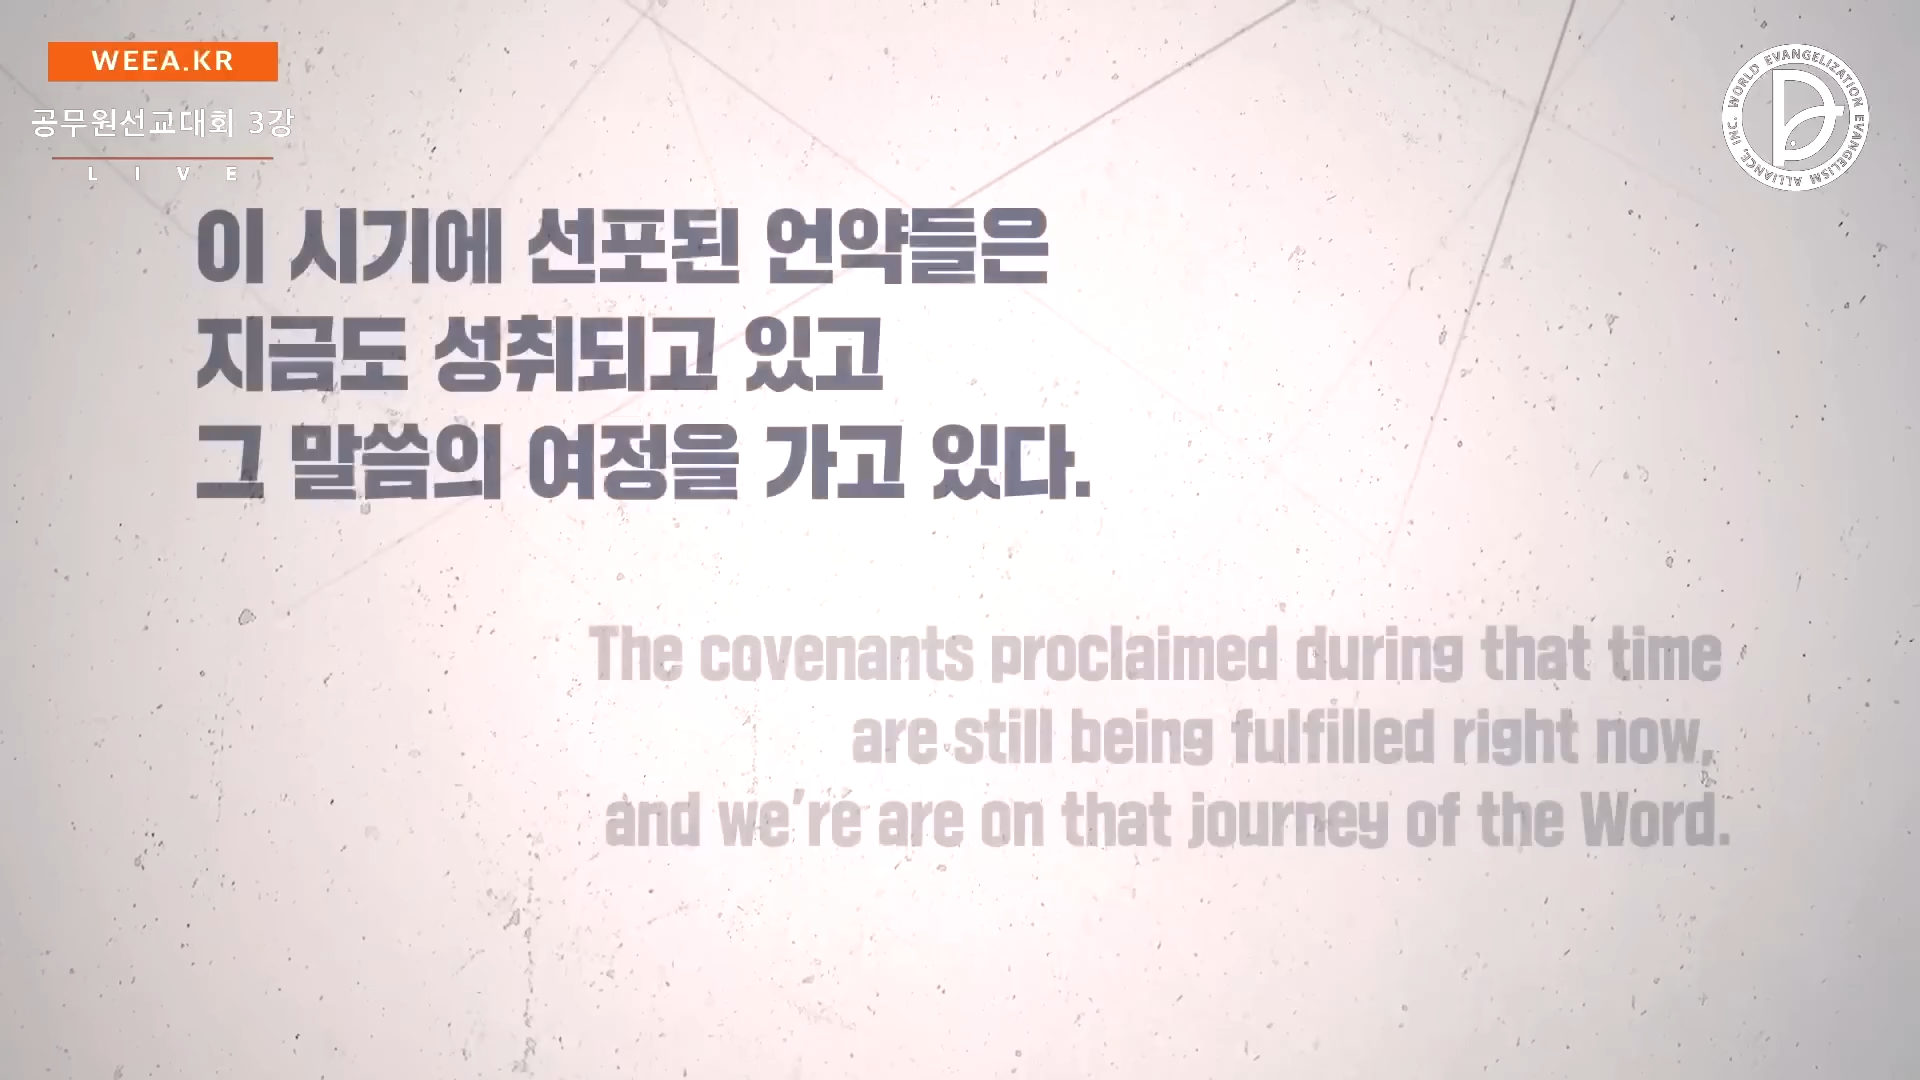 WEEA.KR
공무원선교대회 3강
LIVE
WORLD EVANGELIZATION EVANGELISM ALLIANCE, INC.
이 시기에 선포된 언약들은
지금도 성취되고 있고
그 말씀의 여정을 가고 있다.
The covenants proclaimed during that time
are still being fulfilled right now,
and we're are on that journey of the Word.